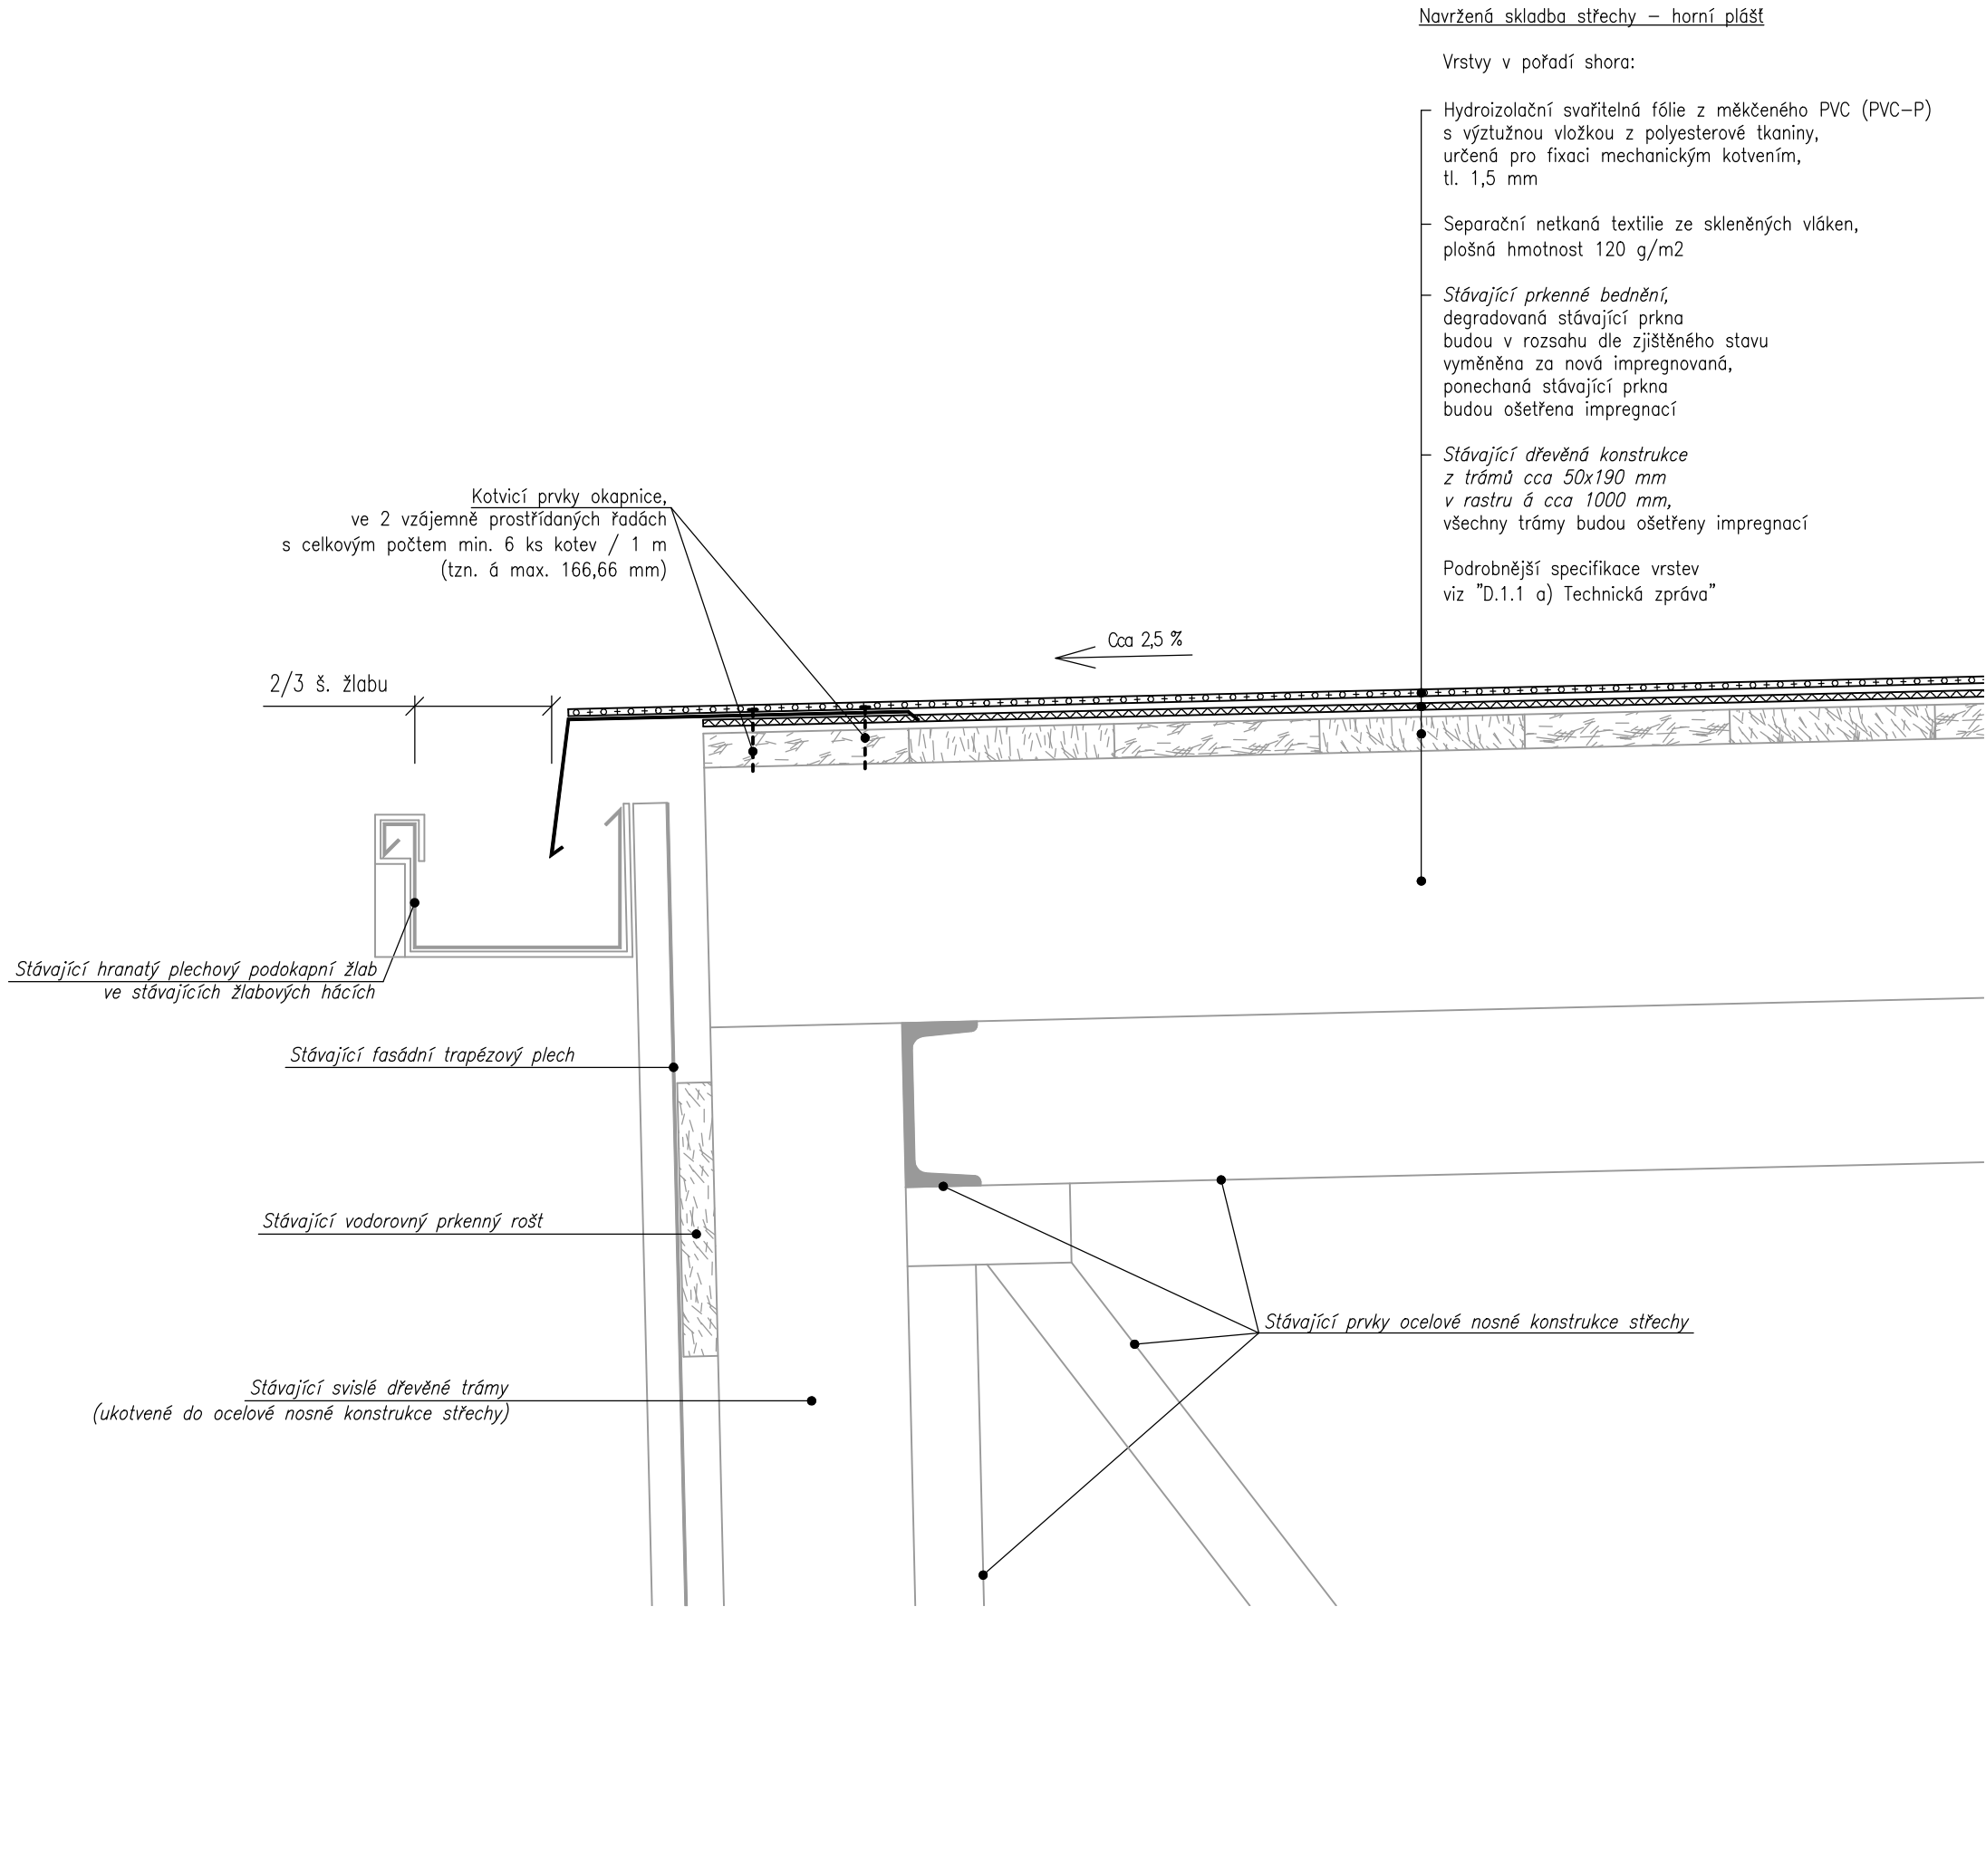 Navržená skladba střechy – horní plášť
Vrstvy v pořadí shora:
Hydroizolační svařitelná fólie z měkčeného PVC (PVC–P)
s výztužnou vložkou z polyesterové tkaniny,
určená pro fixaci mechanickým kotvením,
tl. 1,5 mm
Separační netkaná textilie ze skleněných vláken,
plošná hmotnost 120 g/m2
Stávající prkenné bednění,
degradovaná stávající prkna
budou v rozsahu dle zjištěného stavu
vyměněna za nová impregnovaná,
ponechaná stávající prkna
budou ošetřena impregnací
Stávající dřevěná konstrukce
z trámů cca 50x190 mm
v rastru á cca 1000 mm,
všechny trámy budou ošetřeny impregnací
Podrobnější specifikace vrstev
viz "D.1.1 a) Technická zpráva"
Kotvicí prvky okapnice,
ve 2 vzájemně prostřídaných řadách
s celkovým počtem min. 6 ks kotev / 1 m
(tzn. á max. 166,66 mm)
Cca 2,5 %
2/3 š. žlabu
Stávající hranatý plechový podokapní žlab
ve stávajících žlabových hácích
Stávající fasádní trapézový plech
Stávající vodorovný prkenný rošt
Stávající prvky ocelové nosné konstrukce střechy
Stávající svislé dřevěné trámy
(ukotvené do ocelové nosné konstrukce střechy)